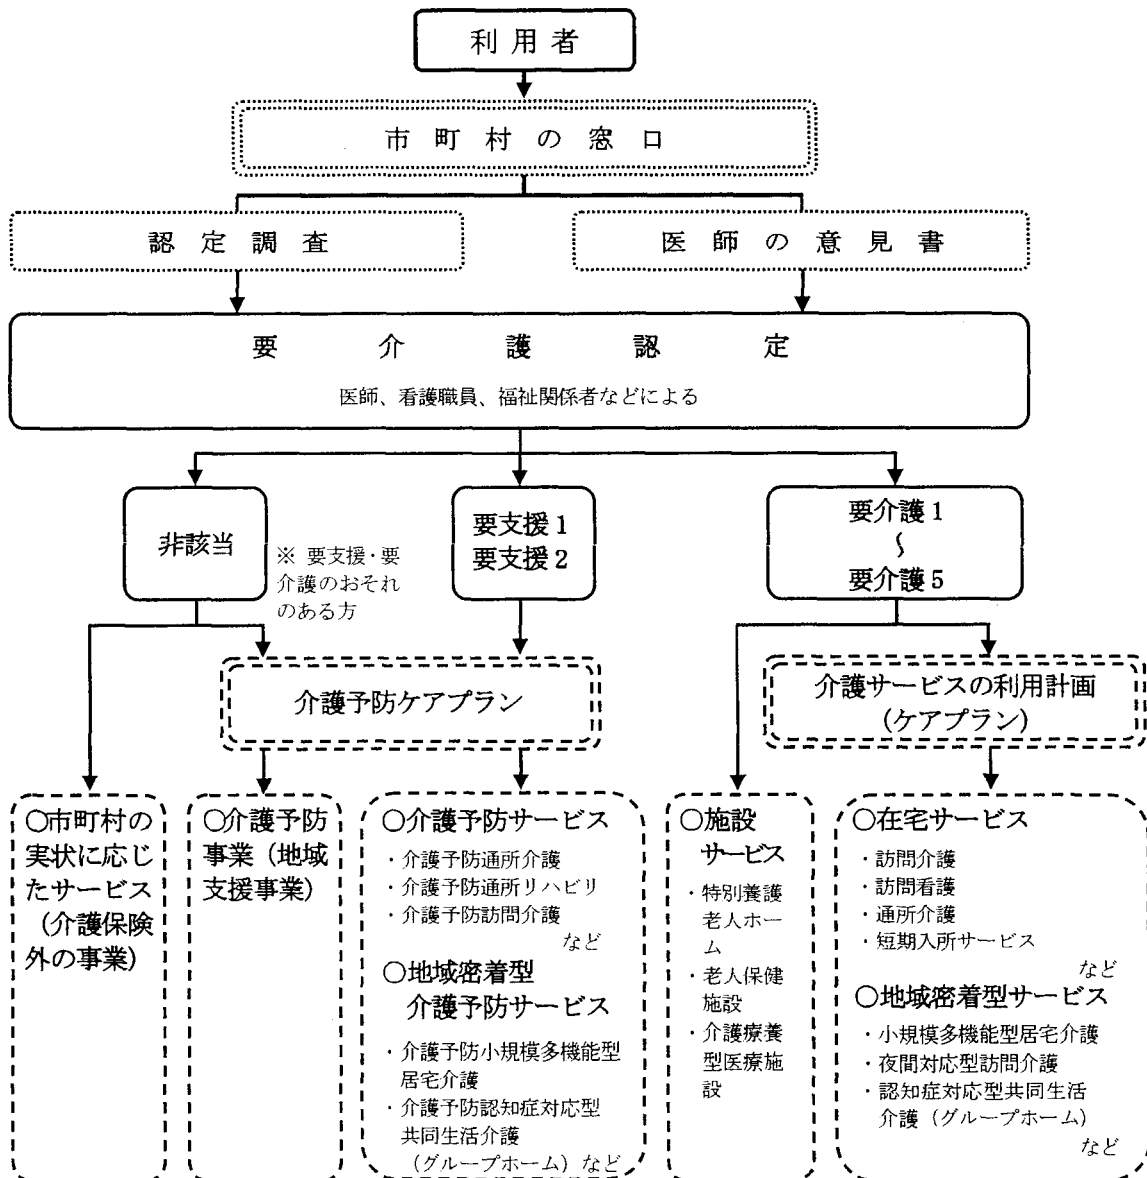 利用者
市町村の窓口
認定調査
医師の意見書
要介護認定
医師、看護職員、福祉関係者などによる
非該当
※ 要支援・要
介護のおそれ
のある方
要支援1
要支援2
要介護1
～
要介護5
介護予防ケアプラン
介護サービスの利用計画
(ケアプラン)
○市町村の
実状に応じ
たサービス
（介護保険
外の事業）
○介護予防
事業（地域
支援事業）
○介護予防サービス
・介護予防通所介護
・介護予防通所リハビリ
・介護予防訪問介護
など
○地域密着型
介護予防サービス
・介護予防小規模多機能型
居宅介護
・介護予防認知症対応型
共同生活介護
（グループホーム）など
○施設
サービス
・特別養護
老人ホー
ム
・老人保健
施設
・介護療養
型医療施
設
○在宅サービス
・訪問介護
・訪問看護
・通所介護
・短期入所サービス
など
○地域密着型サービス
・小規模多機能型居宅介護
・夜間対応型訪問介護
・認知症対応型共同生活
介護（グループホーム）
など